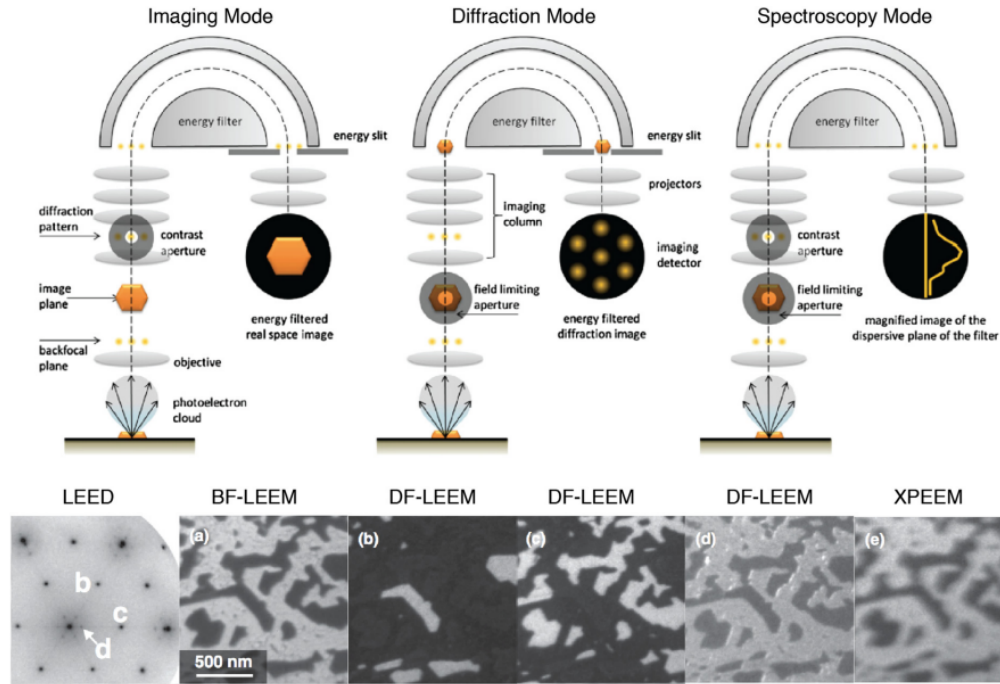 Imaging Mode
Diffraction Mode
Spectroscopy Mode
energy filter
energy slit
diffraction
pattern
contrast
aperture
image
plane
energy filtered
real space image
backfocal
plane
objective
photoelectron
cloud
energy filter
energy slit
projectors
imaging
column
imaging
detector
field limiting
aperture
energy filtered
diffraction image
energy filter
contrast
aperture
field limiting
aperture
magnified image of the
dispersive plane of the filter
LEED
BF-LEEM
DF-LEEM
DF-LEEM
DF-LEEM
XPEEM
b
c
d
(a)
500 nm
(b)
(c)
(d)
(e)